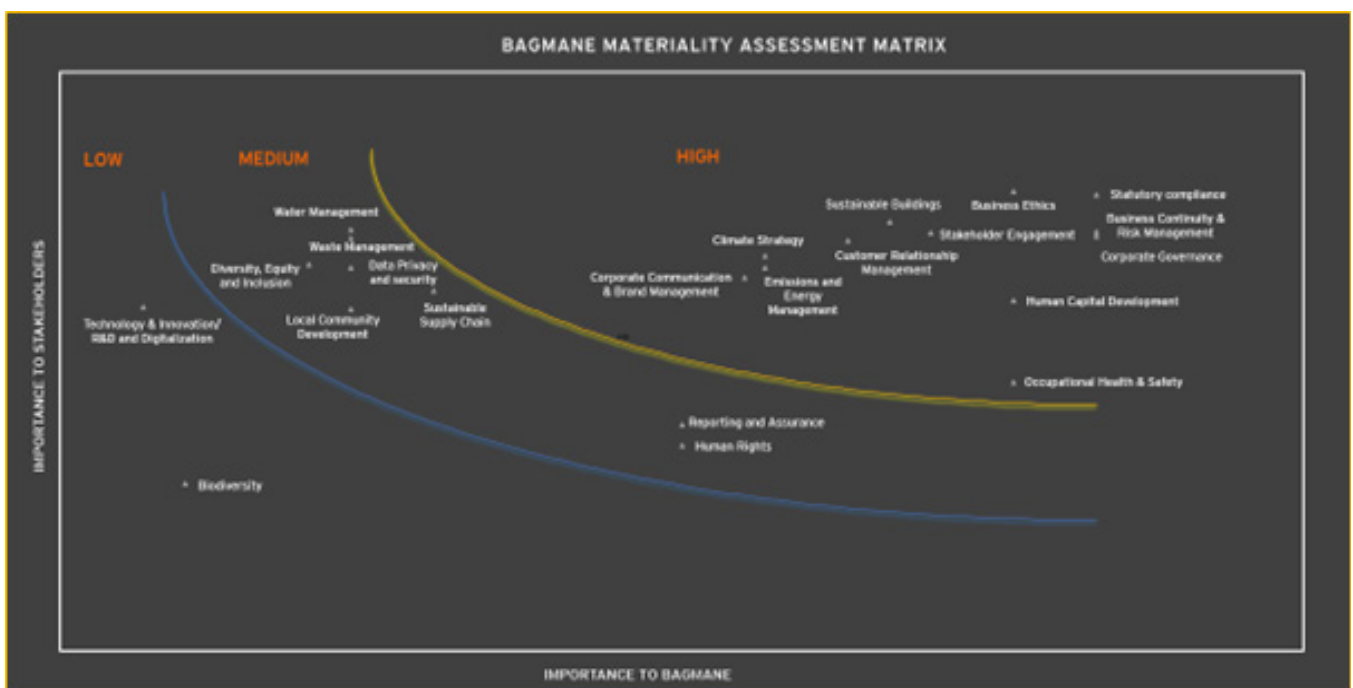 BAGMANE MATERIALITY ASSESSMENT MATRIX
LOW
MEDIUM
HIGH
Water Management
Waste Management
Diversity, Equity
and Inclusion
Data Privacy
and security
Local Community
Development
Sustainable
Supply Chain
Technology & Innovation/
R&D and Digitalization
Biodiversity
Sustainable Buildings
Business Ethics
Statutory compliance
Business Continuity &
Risk Management
Corporate Governance
Stakeholder Engagement
Climate Strategy
Customer Relationship
Management
Corporate Communication
& Brand Management
Emissions and
Energy
Management
Human Capital Development
Occupational Health & Safety
Reporting and Assurance
Human Rights
IMPORTANCE TO STAKEHOLDERS
IMPORTANCE TO BAGMANE